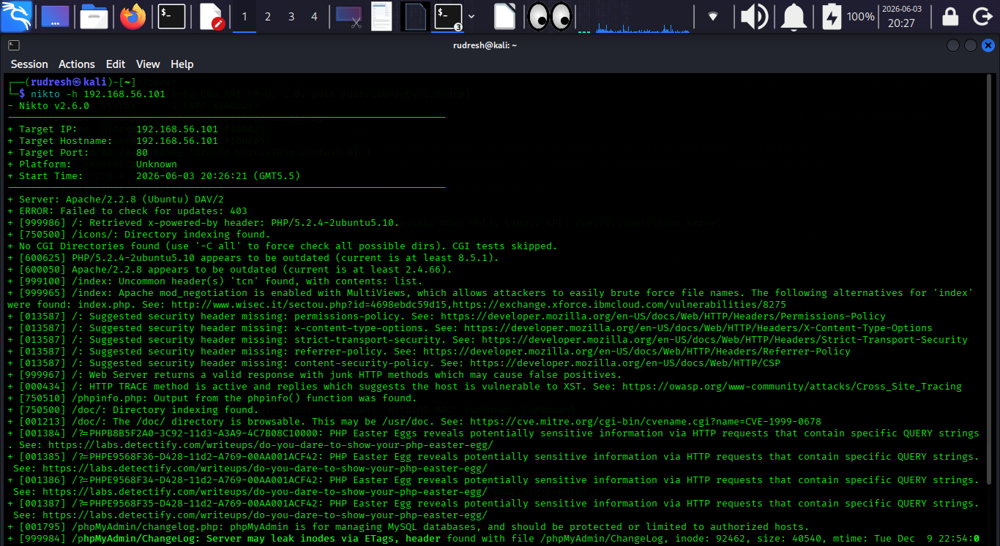 1 2 3 4
3
100%
2026-06-03
20:27
rudresh@kali: ~
Session Actions Edit View Help
┌──(rudresh㉿kali)-[~]
└─$ nikto -h 192.168.56.101
- Nikto v2.6.0
---------------------------------------------------------------------------
+ Target IP: 192.168.56.101
+ Target Hostname: 192.168.56.101
+ Target Port: 80
+ Platform: Unknown
+ Start Time: 2026-06-03 20:26:21 (GMT5.5)
---------------------------------------------------------------------------
+ Server: Apache/2.2.8 (Ubuntu) DAV/2
+ ERROR: Failed to check for updates: 403
+ [999986] /: Retrieved x-powered-by header: PHP/5.2.4-2ubuntu5.10.
+ [750500] /icons/: Directory indexing found.
+ No CGI Directories found (use '-C all' to force check all possible dirs). CGI tests skipped.
+ [600625] PHP/5.2.4-2ubuntu5.10 appears to be outdated (current is at least 8.5.1).
+ [600050] Apache/2.2.8 appears to be outdated (current is at least 2.4.66).
+ [999100] /index: Uncommon header(s) 'tcn' found, with contents: list.
+ [999965] /index: Apache mod_negotiation is enabled with MultiViews, which allows attackers to easily brute force file names. The following alternatives for 'index'
were found: index.php. See: http://www.wisec.it/sectou.php?id=4698ebdc59d15,https://exchange.xforce.ibmcloud.com/vulnerabilities/8275
+ [013587] /: Suggested security header missing: permissions-policy. See: https://developer.mozilla.org/en-US/docs/Web/HTTP/Headers/Permissions-Policy
+ [013587] /: Suggested security header missing: x-content-type-options. See: https://developer.mozilla.org/en-US/docs/Web/HTTP/Headers/X-Content-Type-Options
+ [013587] /: Suggested security header missing: strict-transport-security. See: https://developer.mozilla.org/en-US/docs/Web/HTTP/Headers/Strict-Transport-Security
+ [013587] /: Suggested security header missing: referrer-policy. See: https://developer.mozilla.org/en-US/docs/Web/HTTP/Headers/Referrer-Policy
+ [013587] /: Suggested security header missing: content-security-policy. See: https://developer.mozilla.org/en-US/docs/Web/HTTP/CSP
+ [999967] /: Web Server returns a valid response with junk HTTP methods which may cause false positives.
+ [000434] /: HTTP TRACE method is active and replies which suggests the host is vulnerable to XST. See: https://owasp.org/www-community/attacks/Cross_Site_Tracing
+ [750510] /phpinfo.php: Output from the phpinfo() function was found.
+ [750500] /doc/: Directory indexing found.
+ [001213] /doc/: The /doc/ directory is browsable. This may be /usr/doc. See: https://cve.mitre.org/cgi-bin/cvename.cgi?name=CVE-1999-0678
+ [001384] /?=PHPB8B5F2A0-3C92-11d3-A3A9-4C7B08C10000: PHP Easter Eggs reveals potentially sensitive information via HTTP requests that contain specific QUERY strings
. See: https://labs.detectify.com/writeups/do-you-dare-to-show-your-php-easter-egg/
+ [001385] /?=PHPE9568F36-D428-11d2-A769-00AA001ACF42: PHP Easter Egg reveals potentially sensitive information via HTTP requests that contain specific QUERY strings.
See: https://labs.detectify.com/writeups/do-you-dare-to-show-your-php-easter-egg/
+ [001386] /?=PHPE9568F34-D428-11d2-A769-00AA001ACF42: PHP Easter Egg reveals potentially sensitive information via HTTP requests that contain specific QUERY strings.
See: https://labs.detectify.com/writeups/do-you-dare-to-show-your-php-easter-egg/
+ [001387] /?=PHPE9568F35-D428-11d2-A769-00AA001ACF42: PHP Easter Egg reveals potentially sensitive information via HTTP requests that contain specific QUERY strings.
See: https://labs.detectify.com/writeups/do-you-dare-to-show-your-php-easter-egg/
+ [001795] /phpMyAdmin/changelog.php: phpMyAdmin is for managing MySQL databases, and should be protected or limited to authorized hosts.
+ [999984] /phpMyAdmin/ChangeLog: Server may leak inodes via ETags, header found with file /phpMyAdmin/ChangeLog, inode: 92462, size: 40540, mtime: Tue Dec  9 22:54:0